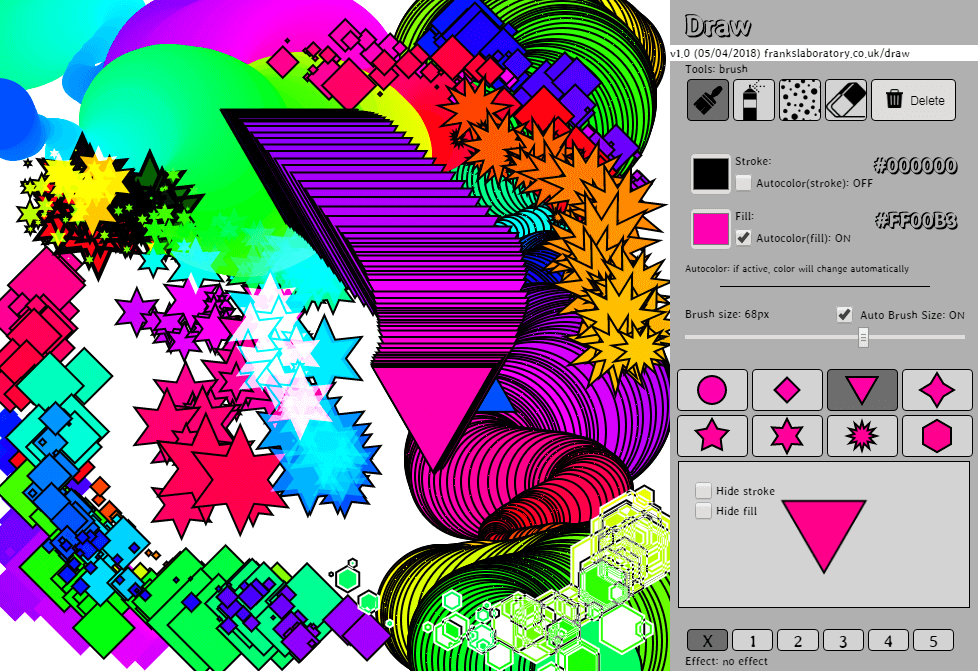 Draw
v1.0 (05/04/2018) frankslaboratory.co.uk/draw
Tools: brush
Delete
Stroke:
#000000
Autocolor(stroke): OFF
Fill:
#FF00B3
Autocolor(fill): ON
Autocolor: if active, color will change automatically
Brush size: 68px
Auto Brush Size: ON
Hide stroke
Hide fill
X 1 2 3 4 5
Effect: no effect